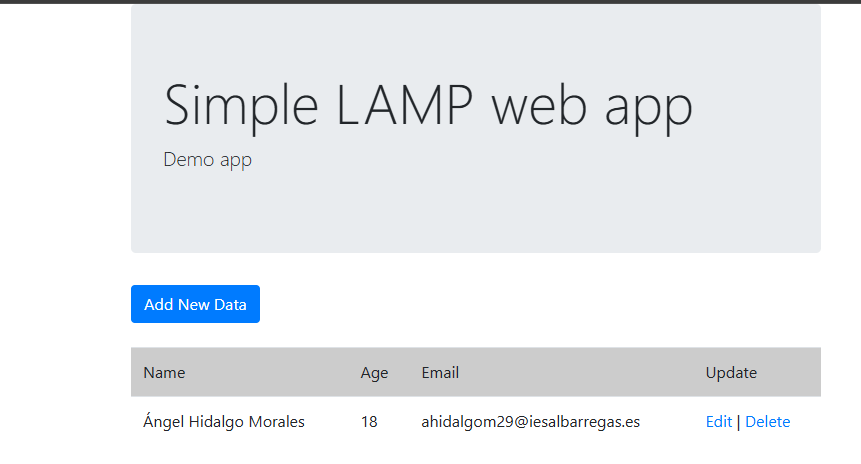 Simple LAMP web app
Demo app
Add New Data
Name Age Email Update
Ángel Hidalgo Morales 18 ahidalgom29@iesalbarregas.es Edit | Delete